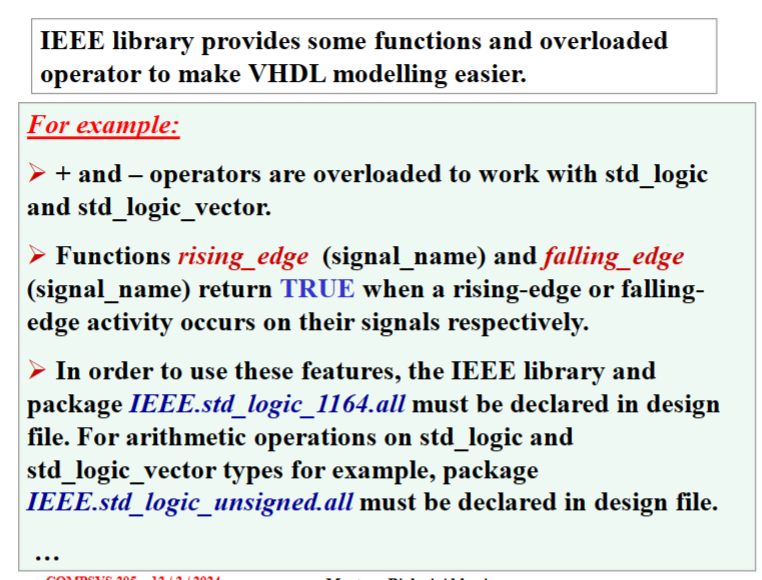 IEEE library provides some functions and overloaded
operator to make VHDL modelling easier.
For example:
➢ + and – operators are overloaded to work with std_logic
and std_logic_vector.
➢ Functions rising_edge (signal_name) and falling_edge
(signal_name) return TRUE when a rising-edge or falling-
edge activity occurs on their signals respectively.
➢ In order to use these features, the IEEE library and
package IEEE.std_logic_1164.all must be declared in design
file. For arithmetic operations on std_logic and
std_logic_vector types for example, package
IEEE.std_logic_unsigned.all must be declared in design file.
…